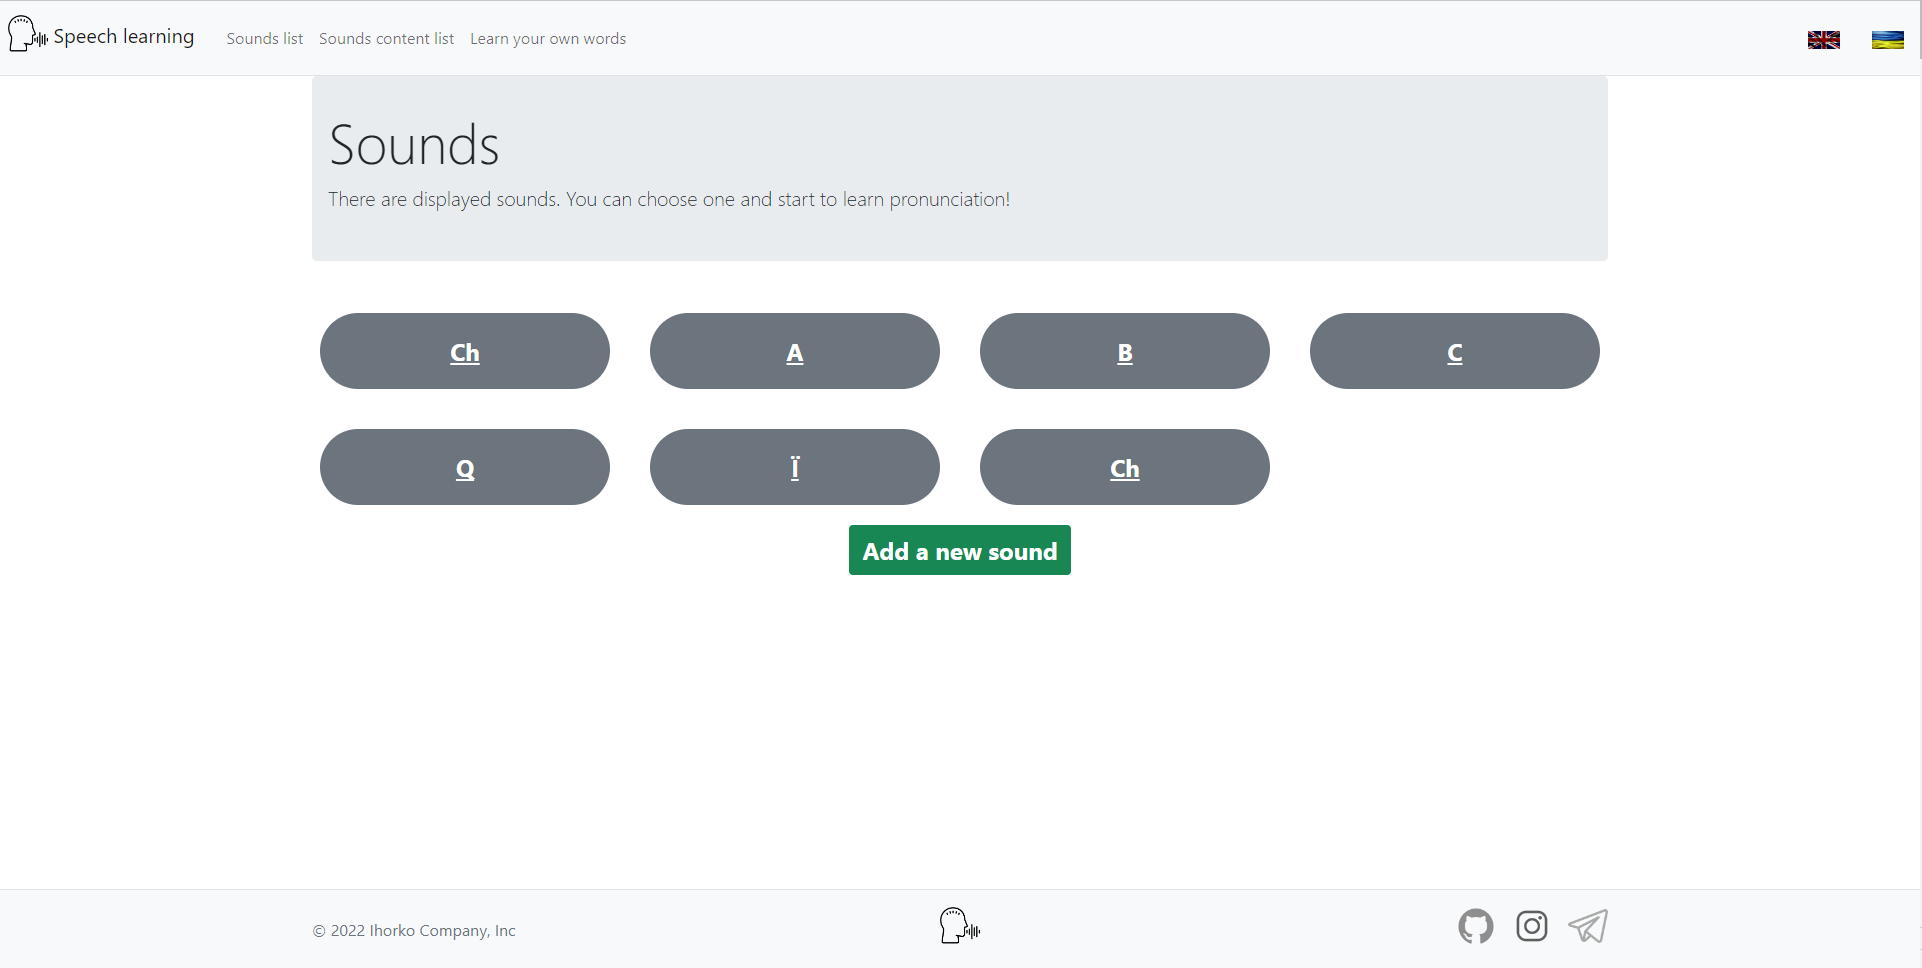 Speech learning Sounds list Sounds content list Learn your own words
Sounds
There are displayed sounds. You can choose one and start to learn pronunciation!
Ch A B C
Q Ï Ch
Add a new sound
© 2022 Ihorko Company, Inc